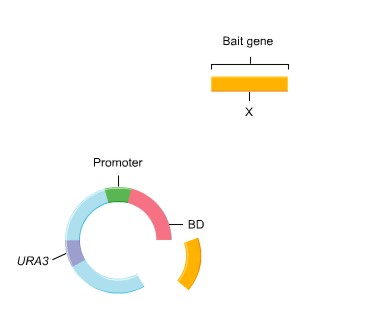 Bait gene
X
Promoter
BD
URA3